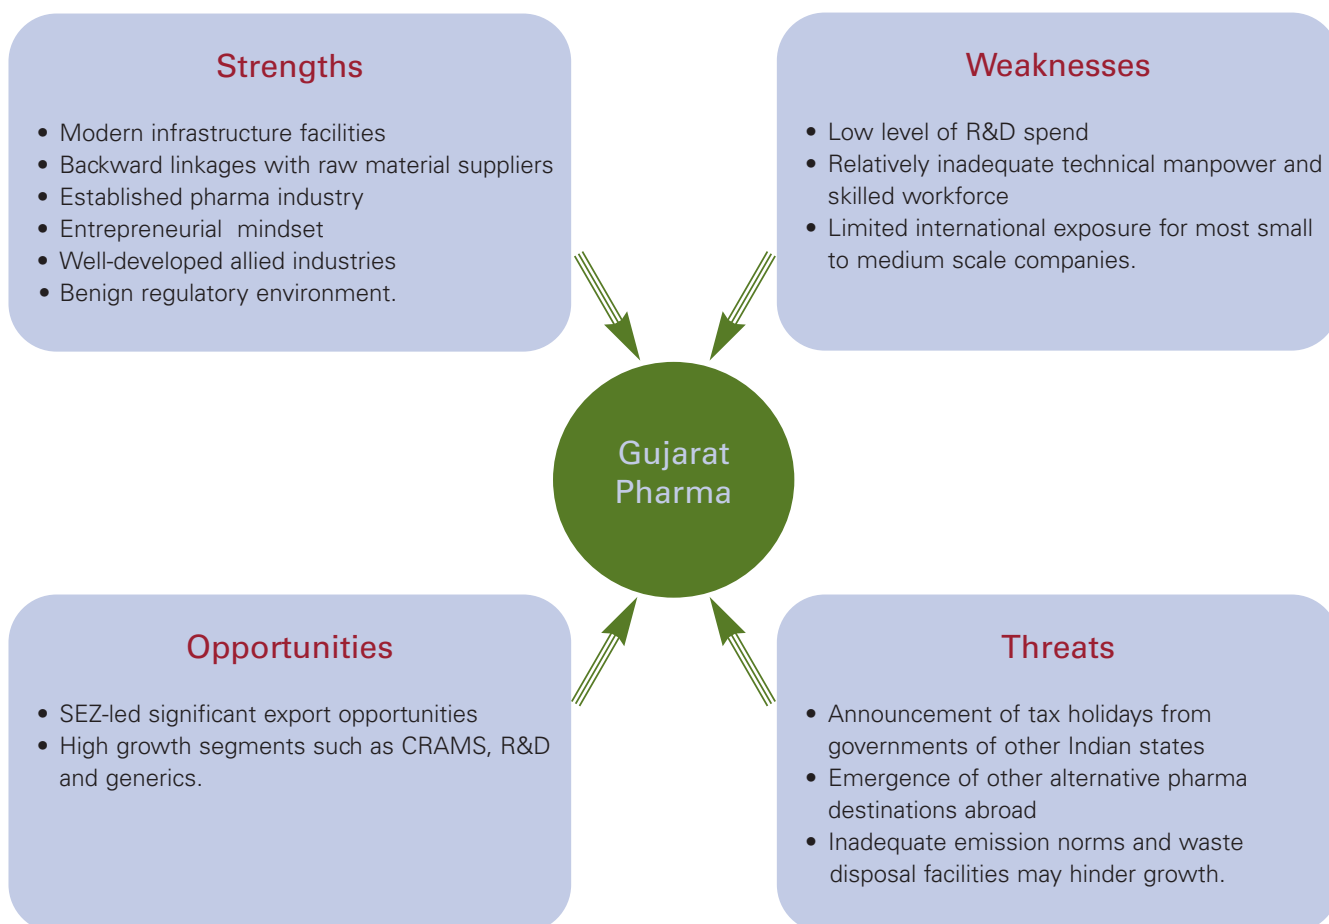 Strengths
• Modern infrastructure facilities
• Backward linkages with raw material suppliers
• Established pharma industry
• Entrepreneurial mindset
• Well-developed allied industries
• Benign regulatory environment.
Weaknesses
• Low level of R&D spend
• Relatively inadequate technical manpower and
skilled workforce
• Limited international exposure for most small
to medium scale companies.
Gujarat
Pharma
Opportunities
• SEZ-led significant export opportunities
• High growth segments such as CRAMS, R&D
and generics.
Threats
• Announcement of tax holidays from
governments of other Indian states
• Emergence of other alternative pharma
destinations abroad
• Inadequate emission norms and waste
disposal facilities may hinder growth.